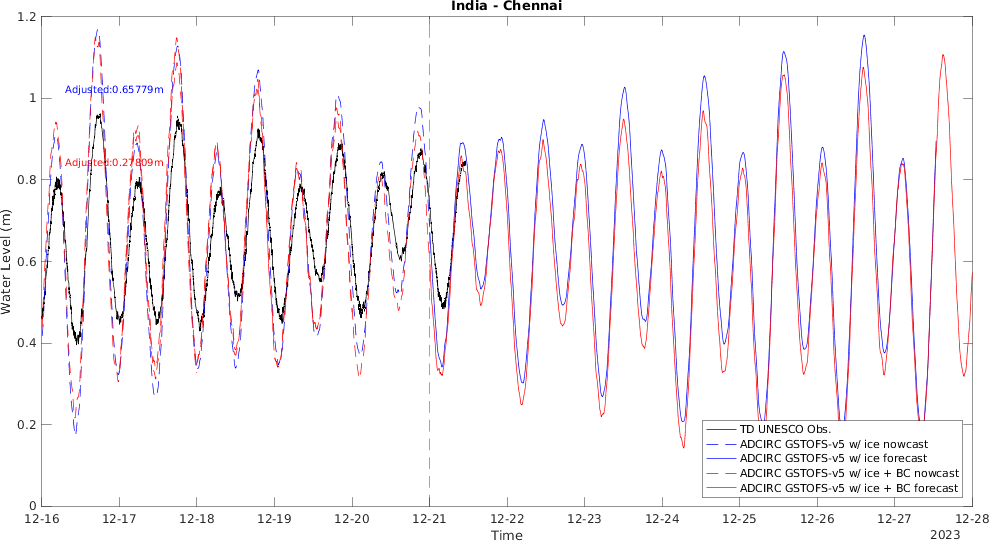 India - Chennai
1.2
1
0.8
0.6
0.4
0.2
0
Water Level (m)
Adjusted:0.65779m
Adjusted:0.27809m
TD UNESCO Obs.
ADCIRC GSTOFS-v5 w/ ice nowcast
ADCIRC GSTOFS-v5 w/ ice forecast
ADCIRC GSTOFS-v5 w/ ice + BC nowcast
ADCIRC GSTOFS-v5 w/ ice + BC forecast
12-16 12-17 12-18 12-19 12-20 12-21 12-22 12-23 12-24 12-25 12-26 12-27 12-28
Time
2023